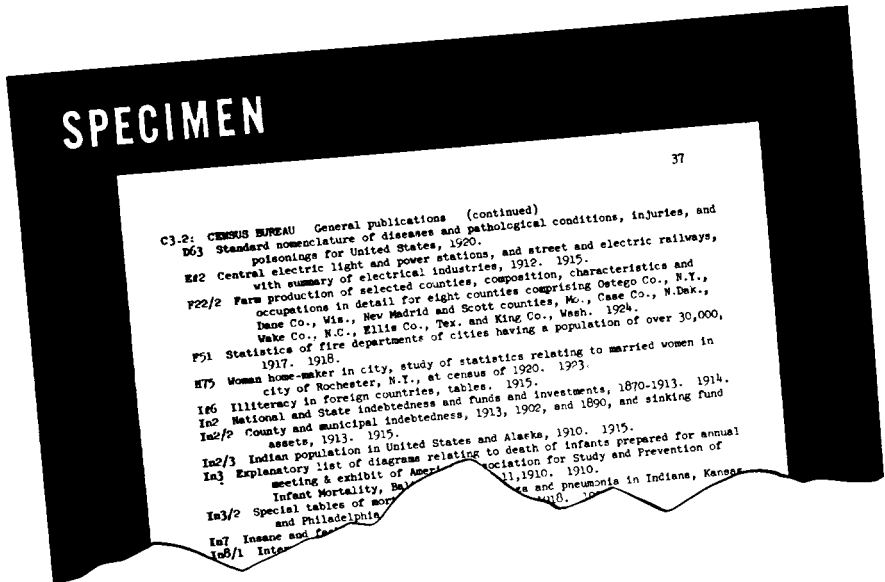 SPECIMEN
37
C3.2: CENSUS BUREAU General publications (continued)
D63 Standard nomenclature of diseases and pathological conditions, injuries, and
poisonings for United States, 1920.
El2 Central electric light and power stations, and street and electric railways,
with summary of electrical industries, 1912. 1915.
F22/2 Farm production of selected counties, composition, characteristics and
occupations in detail for eight counties comprising Ostego Co., N.Y.,
Dane Co., Wis., New Madrid and Scott counties, Mo., Case Co., N.Dak.,
Wake Co., N.C., Ellis Co., Tex. and King Co., Wash. 1924.
F51 Statistics of fire departments of cities having a population of over 30,000,
1917. 1918.
H75 Woman home-maker in city, study of statistics relating to married women in
city of Rochester, N.Y., at census of 1920. 1923.
Il6 Illiteracy in foreign countries, tables. 1915.
In2 National and State indebtedness and funds and investments, 1870-1913. 1914.
In2/2 County and municipal indebtedness, 1913, 1902, and 1890, and sinking fund
assets, 1913. 1915.
In2/3 Indian population in United States and Alaska, 1910. 1915.
In3 Explanatory list of diagrams relating to death of infants prepared for annual
meeting & exhibit of for Study and Prevention of
Infant Mortality, 11,1910. 1910.
In3/2 Special tables of and pneumonia in Indiana, Kansas
and Philadelphia
In7 Insane and
In8/1